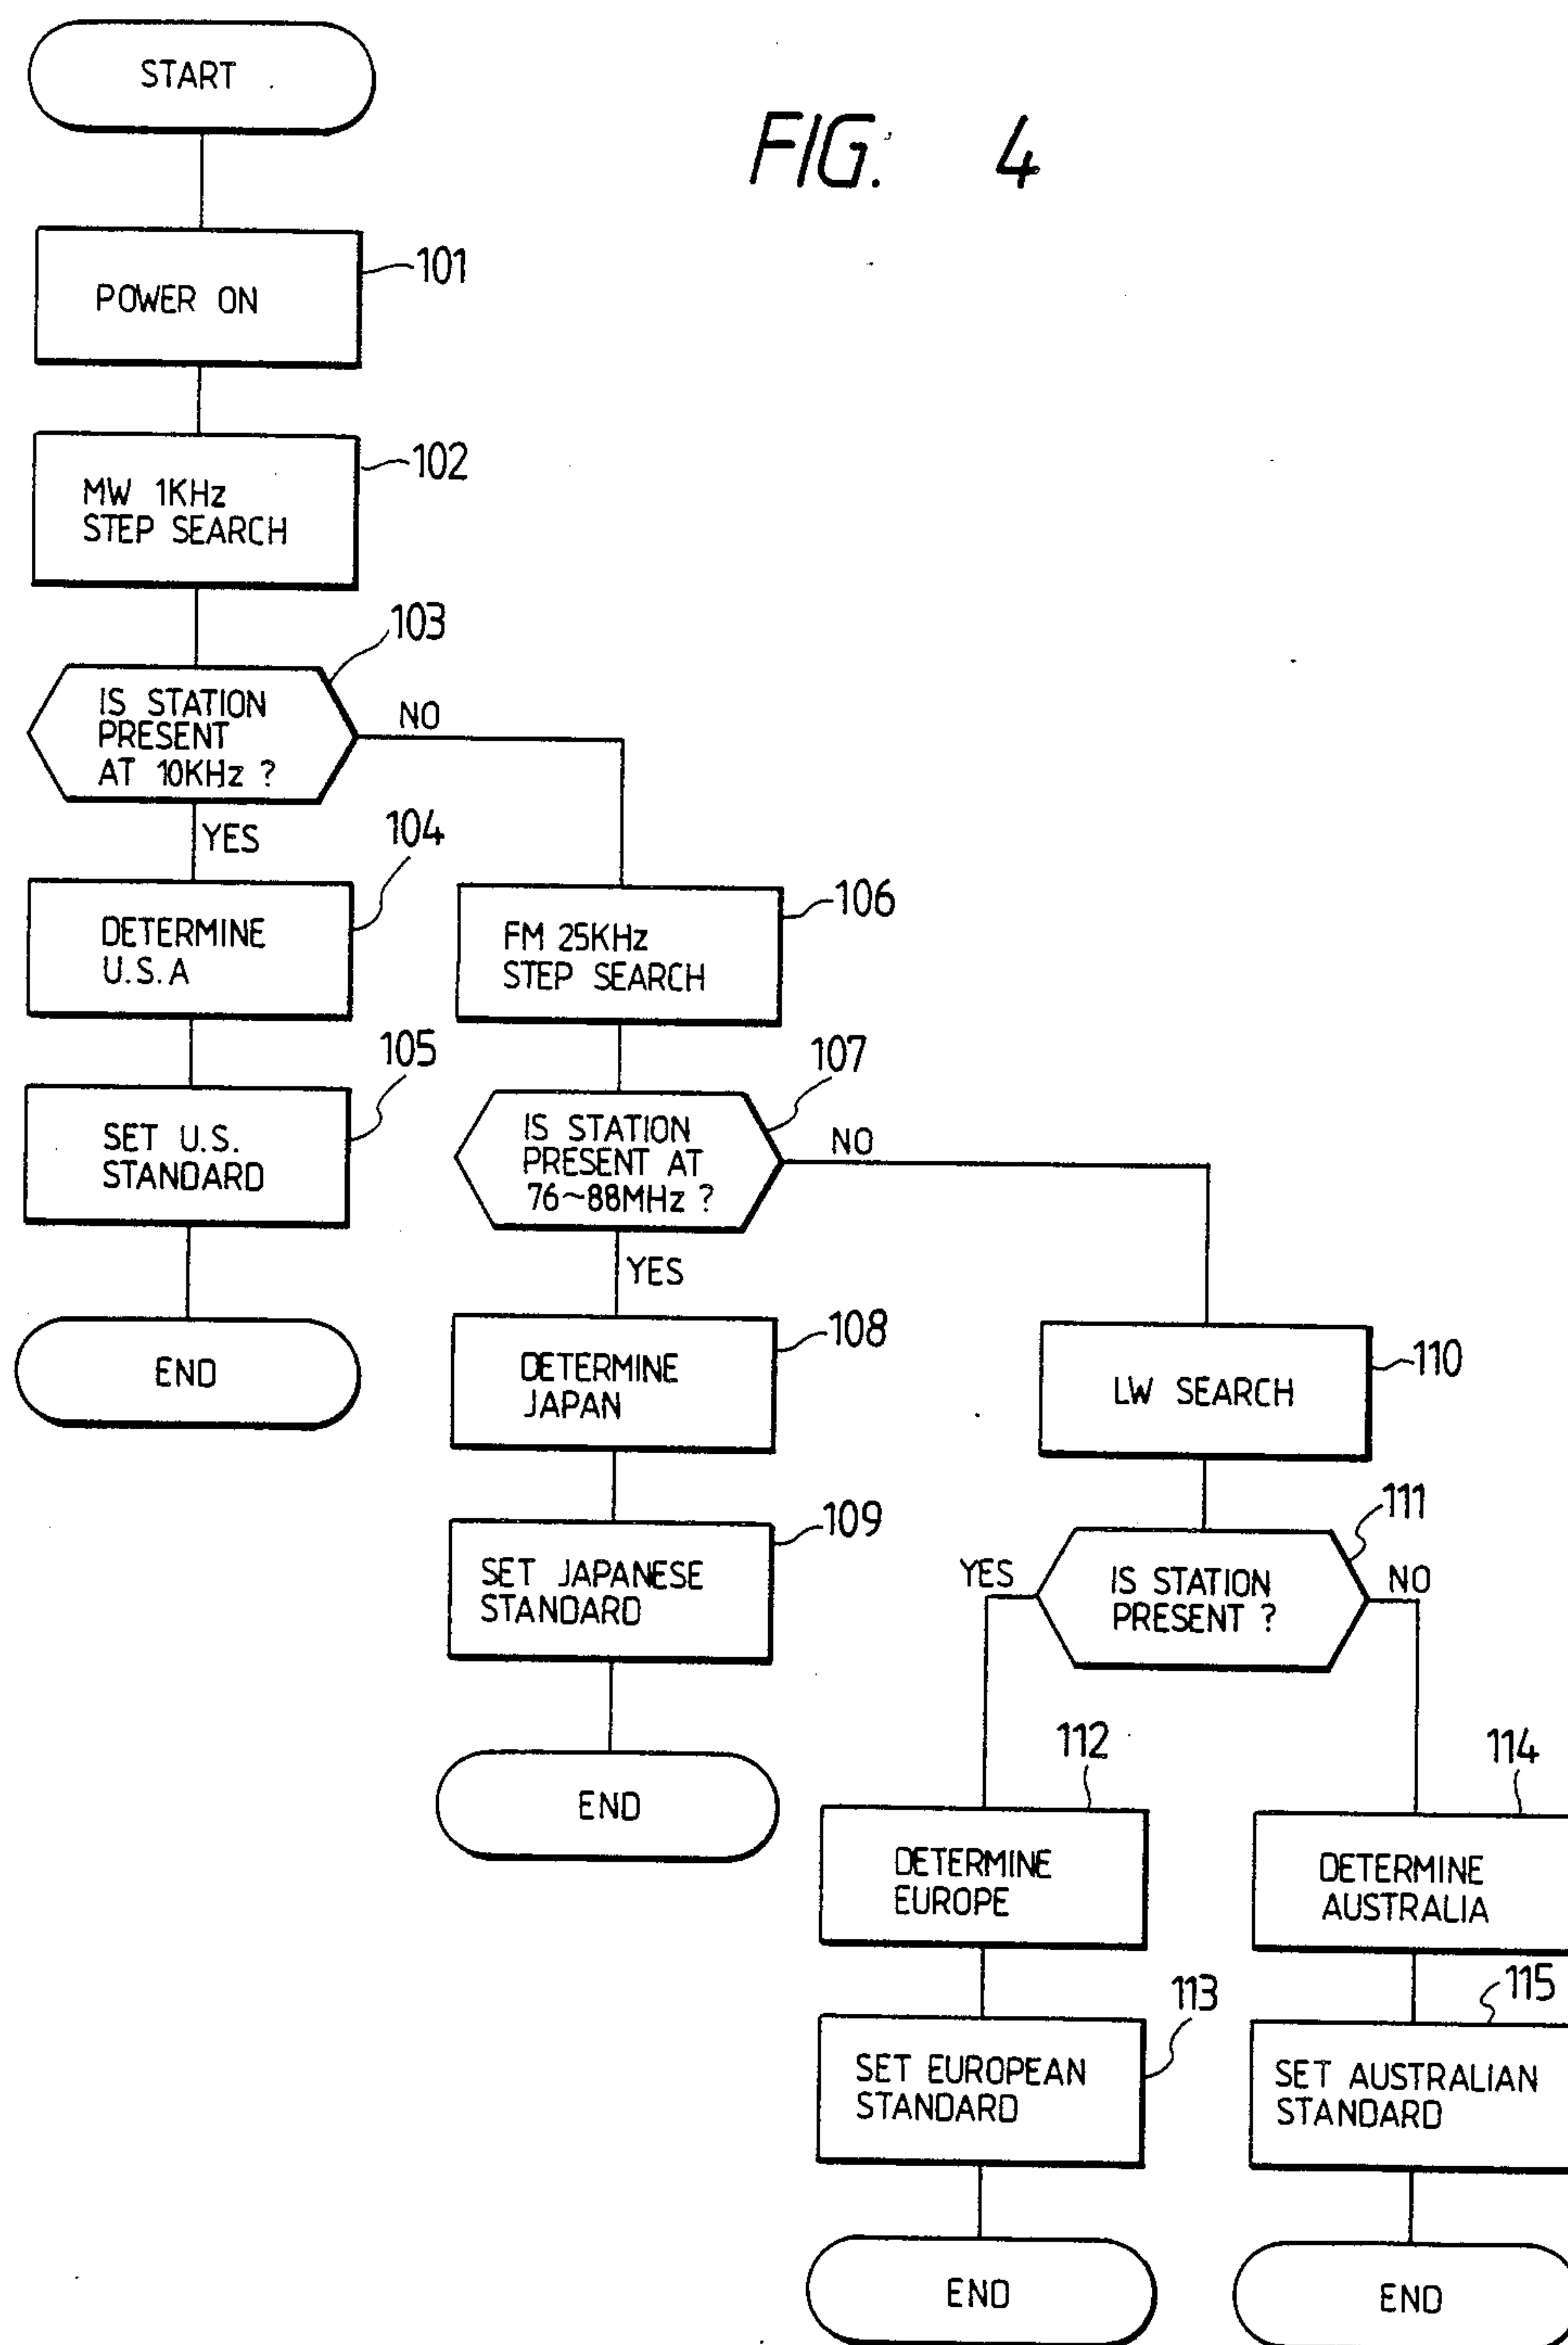 START
FIG. 4
POWER ON
101
MW 1KHz
STEP SEARCH
102
103
IS STATION
PRESENT
AT 10KHz ?
NO
YES
104
DETERMINE
U.S.A
105
SET U.S.
STANDARD
END
106
FM 25KHz
STEP SEARCH
107
IS STATION
PRESENT AT
76~88MHz ?
NO
YES
108
DETERMINE
JAPAN
109
SET JAPANESE
STANDARD
END
110
LW SEARCH
111
IS STATION
PRESENT ?
YES
NO
112
DETERMINE
EUROPE
113
SET EUROPEAN
STANDARD
END
114
DETERMINE
AUSTRALIA
115
SET AUSTRALIAN
STANDARD
END